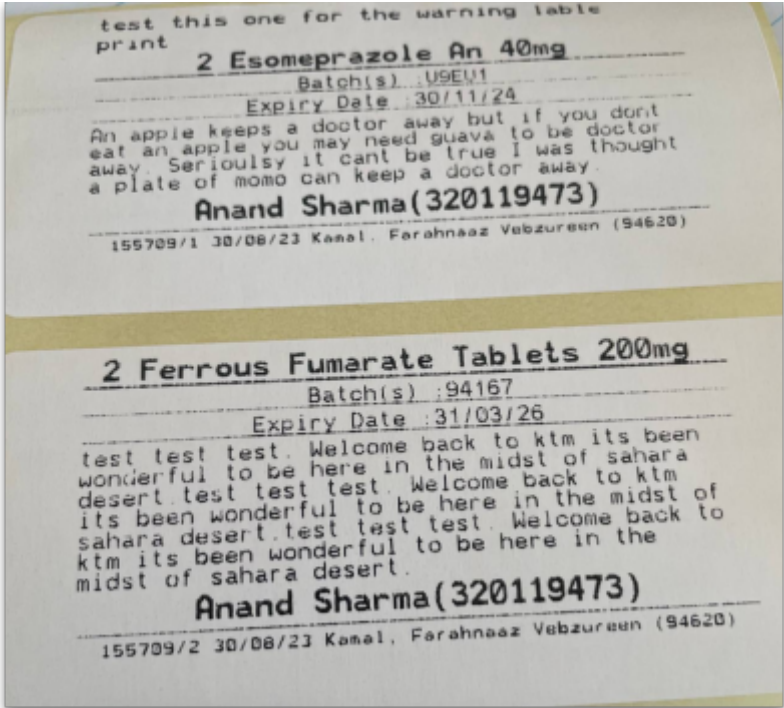 test this one for the warning lable
print
2 Esomeprazole An 40mg
Batch(s) :U9EU1
Expiry Date :30/11/24
An apple keeps a doctor away but if you dont
eat an apple you may need guava to be doctor
away. Serioulsy it cant be true I was thought
a plate of momo can keep a doctor away.
Anand Sharma(320119473)
155709/1 30/08/23 Kamal, Farahnaaz Vebzureen (94620)
2 Ferrous Fumarate Tablets 200mg
Batch(s) :94167
Expiry Date :31/03/26
test test test. Welcome back to ktm its been
wonderful to be here in the midst of sahara
desert.test test test. Welcome back to ktm
its been wonderful to be here in the midst of
sahara desert.test test test. Welcome back to
ktm its been wonderful to be here in the
midst of sahara desert.
Anand Sharma(320119473)
155709/2 30/08/23 Kamal, Farahnaaz Vebzureen (94620)